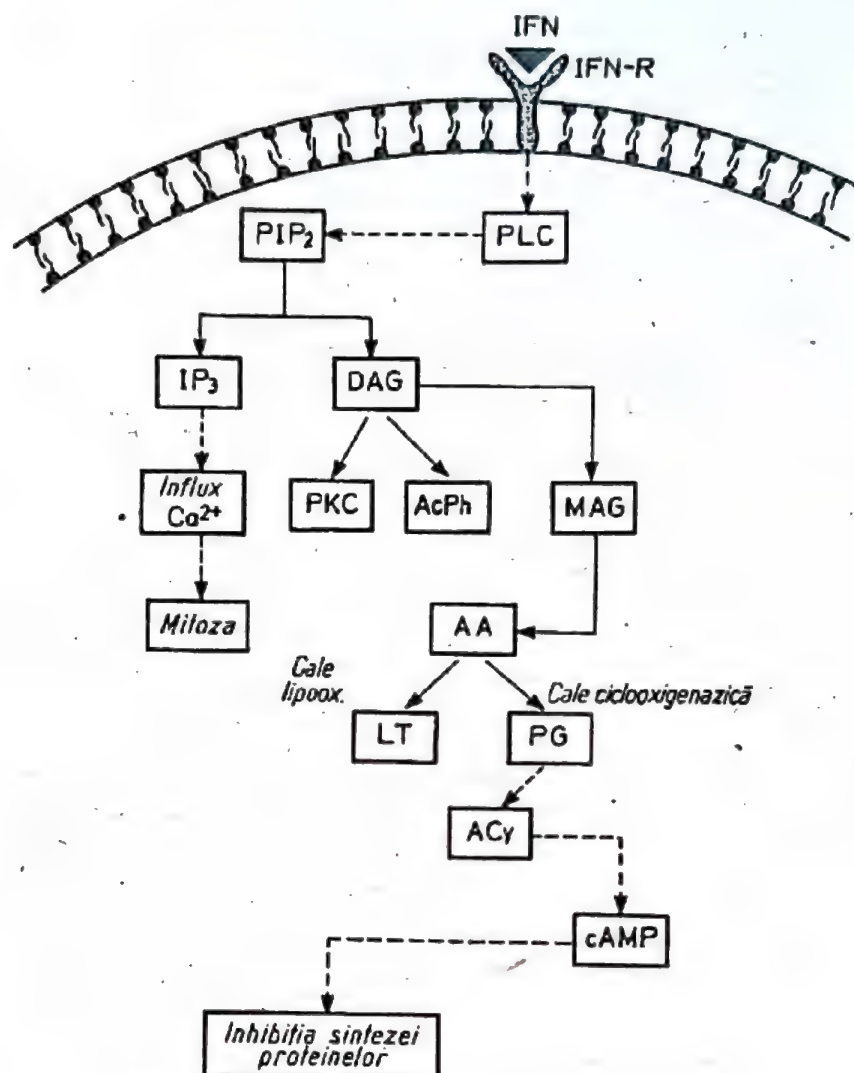 IFN
IFN-R
PIP₂
PLC
IP₃
DAG
Influx
Ca²⁺
PKC
AcPh
MAG
Mitoza
AA
Cale
lipoox.
Cale ciclooxigenazică
LT
PG
ACy
cAMP
Inhibiția sintezei
proteinelor